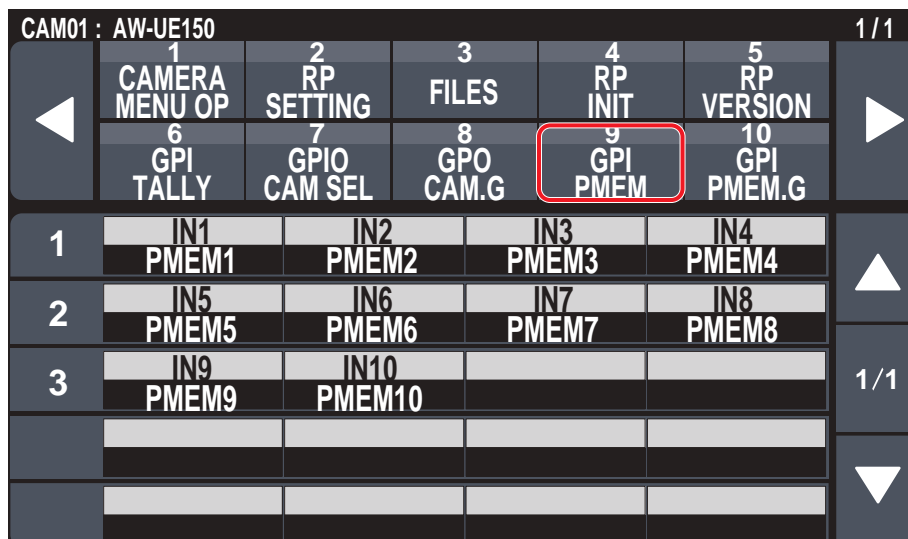 CAM01 : AW-UE150 1/1
1 2 3 4 5
CAMERA MENU OP RP SETTING FILES RP INIT RP VERSION
6 7 8 9 10
GPI TALLY GPIO CAM SEL GPO CAM.G GPI PMEM GPI PMEM.G
1 IN1 IN2 IN3 IN4
PMEM1 PMEM2 PMEM3 PMEM4
2 IN5 IN6 IN7 IN8
PMEM5 PMEM6 PMEM7 PMEM8
3 IN9 IN10 1/1
PMEM9 PMEM10